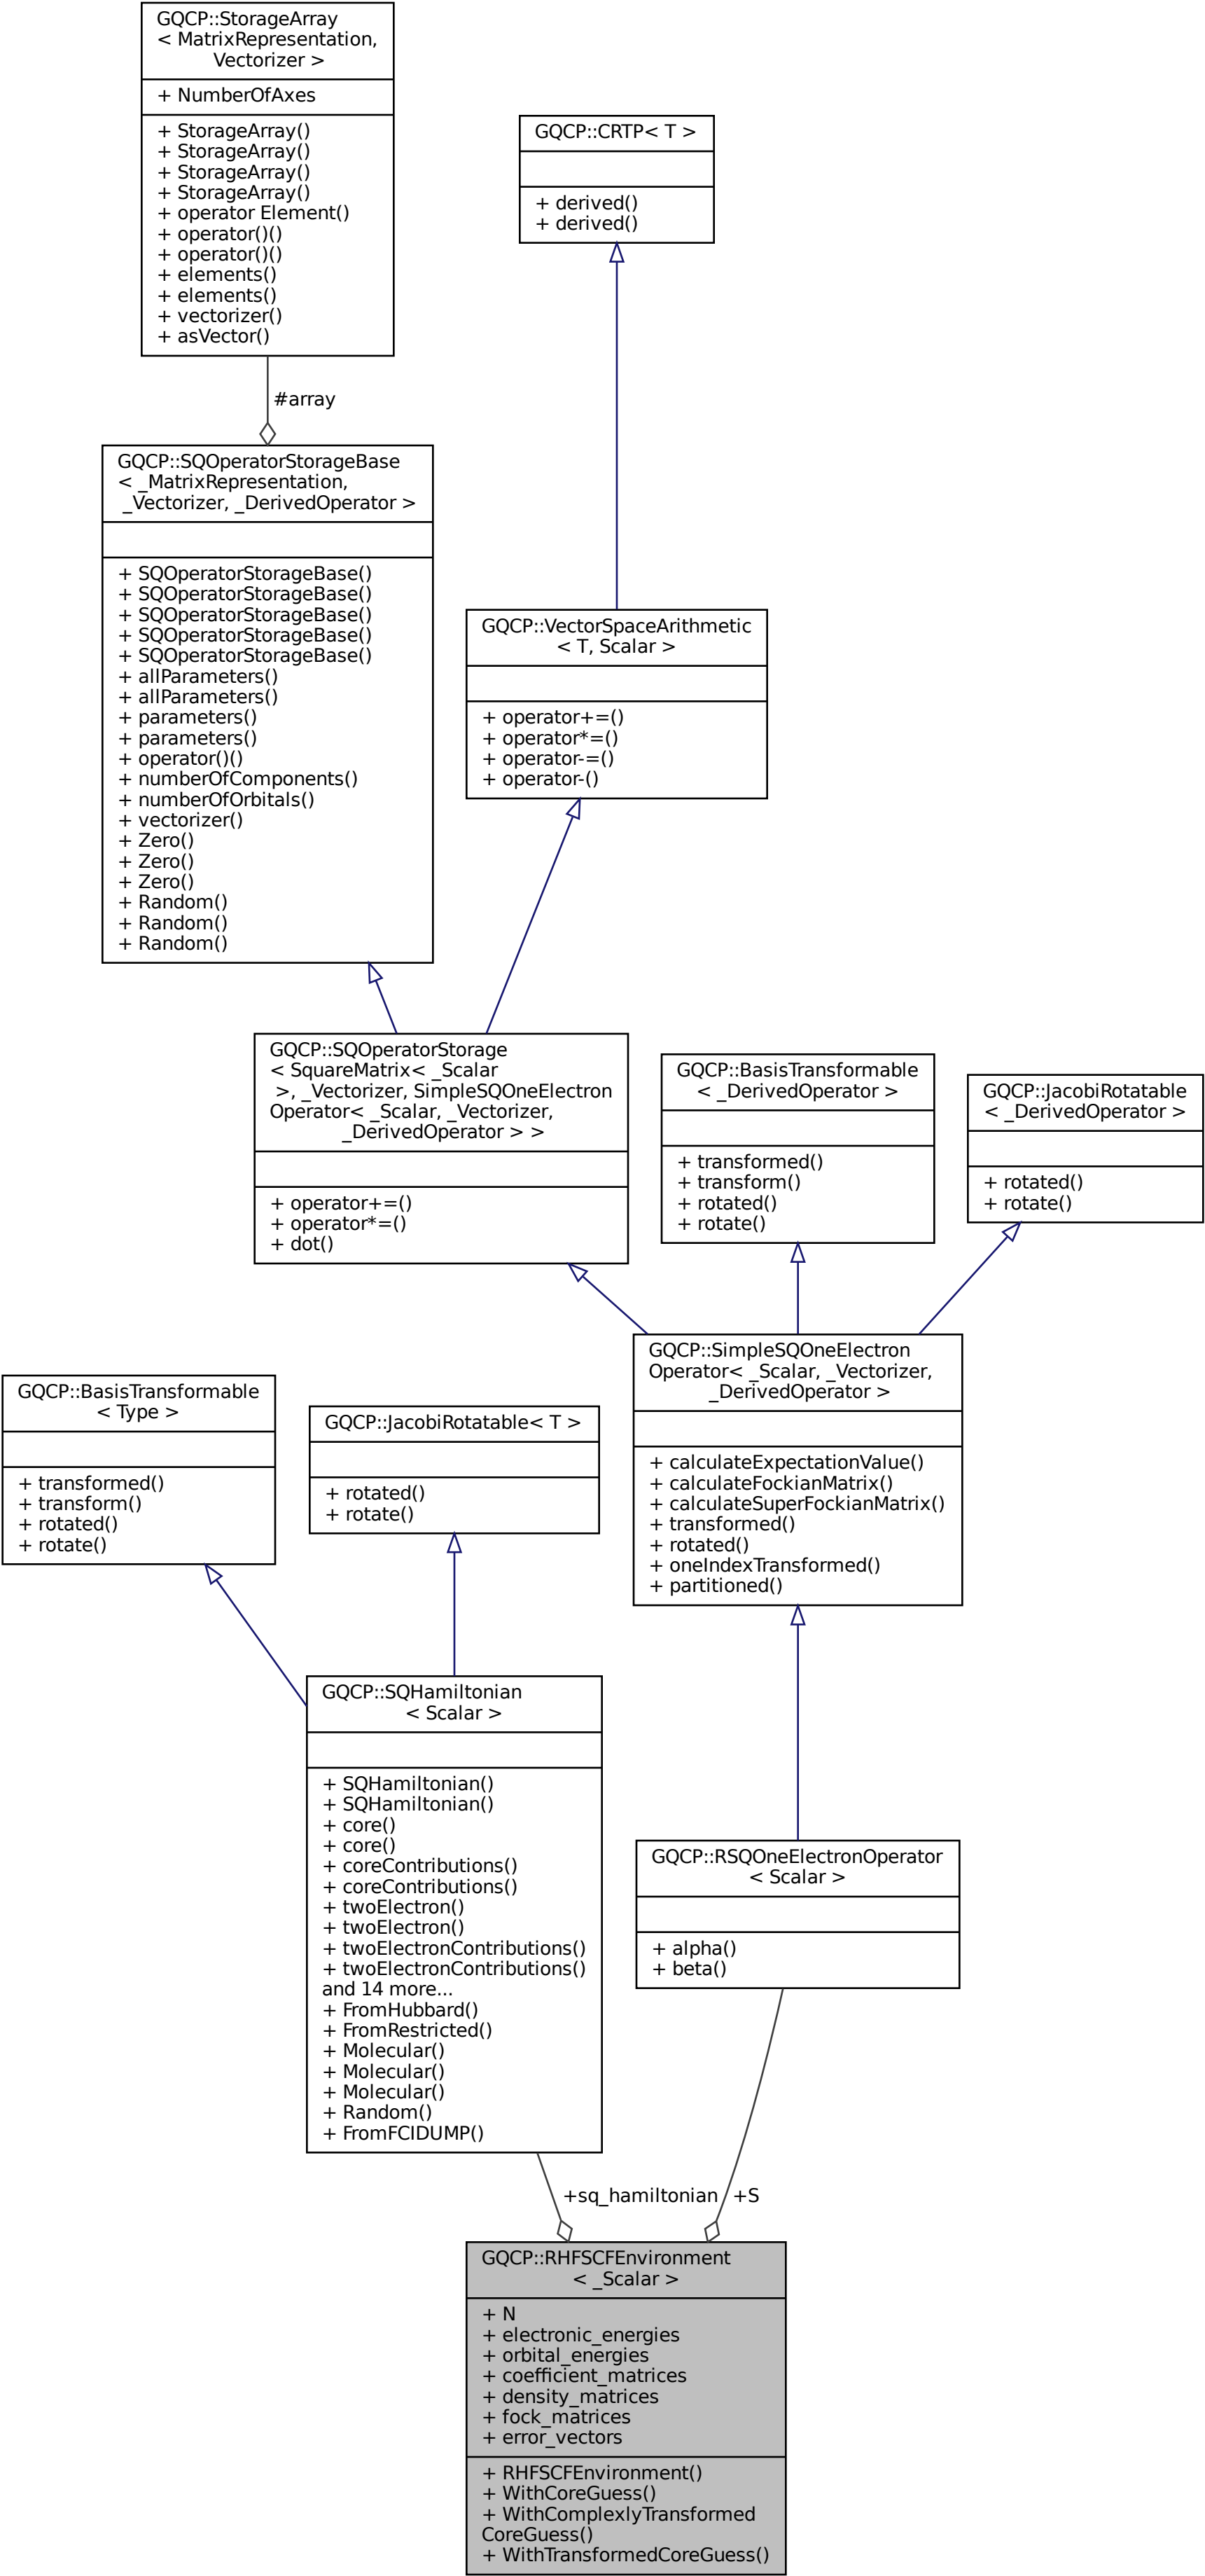 GQCP::StorageArray
< MatrixRepresentation,
Vectorizer >
+ NumberOfAxes
+ StorageArray()
+ StorageArray()
+ StorageArray()
+ StorageArray()
+ operator Element()
+ operator()()
+ operator()()
+ elements()
+ elements()
+ vectorizer()
+ asVector()
GQCP::CRTP< T >
+ derived()
+ derived()
#array
GQCP::SQOperatorStorageBase
< _MatrixRepresentation,
_Vectorizer, _DerivedOperator >
+ SQOperatorStorageBase()
+ SQOperatorStorageBase()
+ SQOperatorStorageBase()
+ SQOperatorStorageBase()
+ SQOperatorStorageBase()
+ allParameters()
+ allParameters()
+ parameters()
+ parameters()
+ operator()()
+ numberOfComponents()
+ numberOfOrbitals()
+ vectorizer()
+ Zero()
+ Zero()
+ Zero()
+ Random()
+ Random()
+ Random()
GQCP::VectorSpaceArithmetic
< T, Scalar >
+ operator+=()
+ operator*=()
+ operator-=()
+ operator-()
GQCP::SQOperatorStorage
< SquareMatrix< _Scalar
>, _Vectorizer, SimpleSQOneElectron
Operator< _Scalar, _Vectorizer,
_DerivedOperator > >
+ operator+=()
+ operator*=()
+ dot()
GQCP::BasisTransformable
< _DerivedOperator >
+ transformed()
+ transform()
+ rotated()
+ rotate()
GQCP::JacobiRotatable
< _DerivedOperator >
+ rotated()
+ rotate()
GQCP::SimpleSQOneElectron
Operator< _Scalar, _Vectorizer,
_DerivedOperator >
+ calculateExpectationValue()
+ calculateFockianMatrix()
+ calculateSuperFockianMatrix()
+ transformed()
+ rotated()
+ oneIndexTransformed()
+ partitioned()
GQCP::BasisTransformable
< Type >
+ transformed()
+ transform()
+ rotated()
+ rotate()
GQCP::JacobiRotatable< T >
+ rotated()
+ rotate()
GQCP::SQHamiltonian
< Scalar >
+ SQHamiltonian()
+ SQHamiltonian()
+ core()
+ core()
+ coreContributions()
+ coreContributions()
+ twoElectron()
+ twoElectron()
+ twoElectronContributions()
+ twoElectronContributions()
and 14 more...
+ FromHubbard()
+ FromRestricted()
+ Molecular()
+ Molecular()
+ Molecular()
+ Random()
+ FromFCIDUMP()
GQCP::RSQOneElectronOperator
< Scalar >
+ alpha()
+ beta()
+sq_hamiltonian
+S
GQCP::RHFSCFEnvironment
< _Scalar >
+ N
+ electronic_energies
+ orbital_energies
+ coefficient_matrices
+ density_matrices
+ fock_matrices
+ error_vectors
+ RHFSCFEnvironment()
+ WithCoreGuess()
+ WithComplexlyTransformed
CoreGuess()
+ WithTransformedCoreGuess()